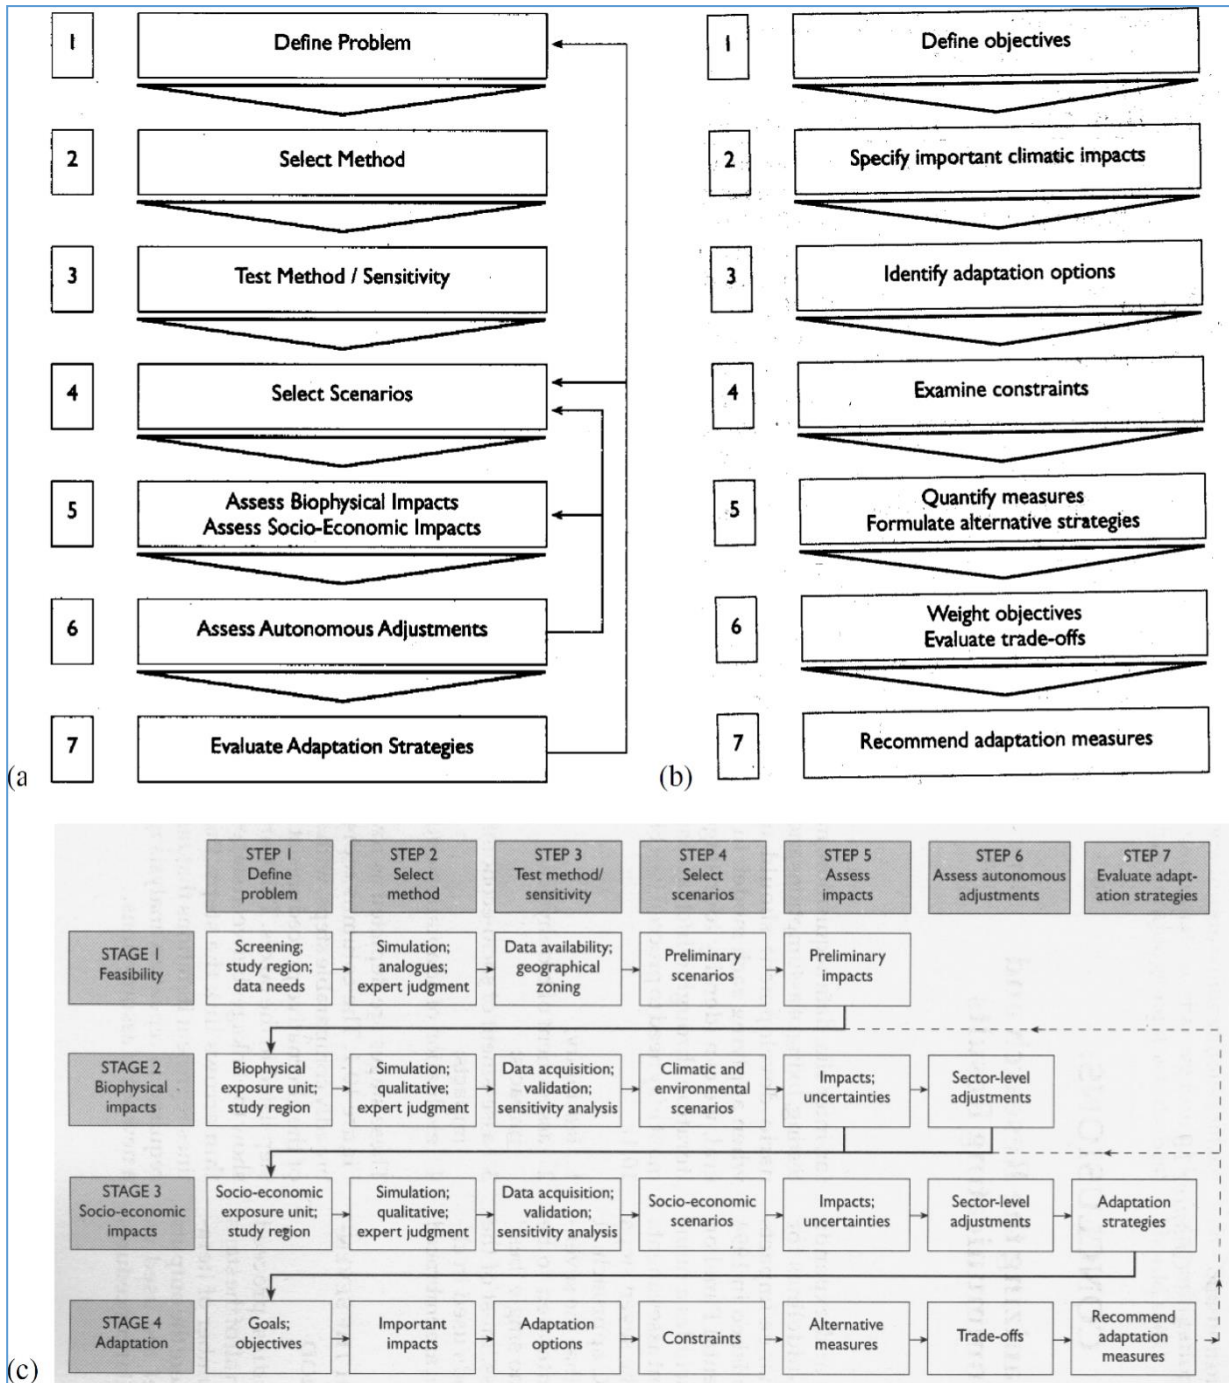 1
Define Problem
2
Select Method
3
Test Method / Sensitivity
4
Select Scenarios
5
Assess Biophysical Impacts
Assess Socio-Economic Impacts
6
Assess Autonomous Adjustments
7
Evaluate Adaptation Strategies
(a
1
Define objectives
2
Specify important climatic impacts
3
Identify adaptation options
4
Examine constraints
5
Quantify measures
Formulate alternative strategies
6
Weight objectives
Evaluate trade-offs
7
Recommend adaptation measures
(b)
STEP 1
Define
problem
STEP 2
Select
method
STEP 3
Test method/
sensitivity
STEP 4
Select
scenarios
STEP 5
Assess
impacts
STEP 6
Assess autonomous
adjustments
STEP 7
Evaluate adapt-
ation strategies
STAGE 1
Feasibility
Screening;
study region;
data needs
Simulation;
analogues;
expert judgment
Data availability;
geographical
zoning
Preliminary
scenarios
Preliminary
impacts
STAGE 2
Biophysical
impacts
Biophysical
exposure unit;
study region
Simulation;
qualitative;
expert judgment
Data acquisition;
validation;
sensitivity analysis
Climatic and
environmental
scenarios
Impacts;
uncertainties
Sector-level
adjustments
STAGE 3
Socio-economic
impacts
Socio-economic
exposure unit;
study region
Simulation;
qualitative;
expert judgment
Data acquisition;
validation;
sensitivity analysis
Socio-economic
scenarios
Impacts;
uncertainties
Sector-level
adjustments
Adaptation
strategies
STAGE 4
Adaptation
Goals;
objectives
Important
impacts
Adaptation
options
Constraints
Alternative
measures
Trade-offs
Recommend
adaptation
measures
(c)